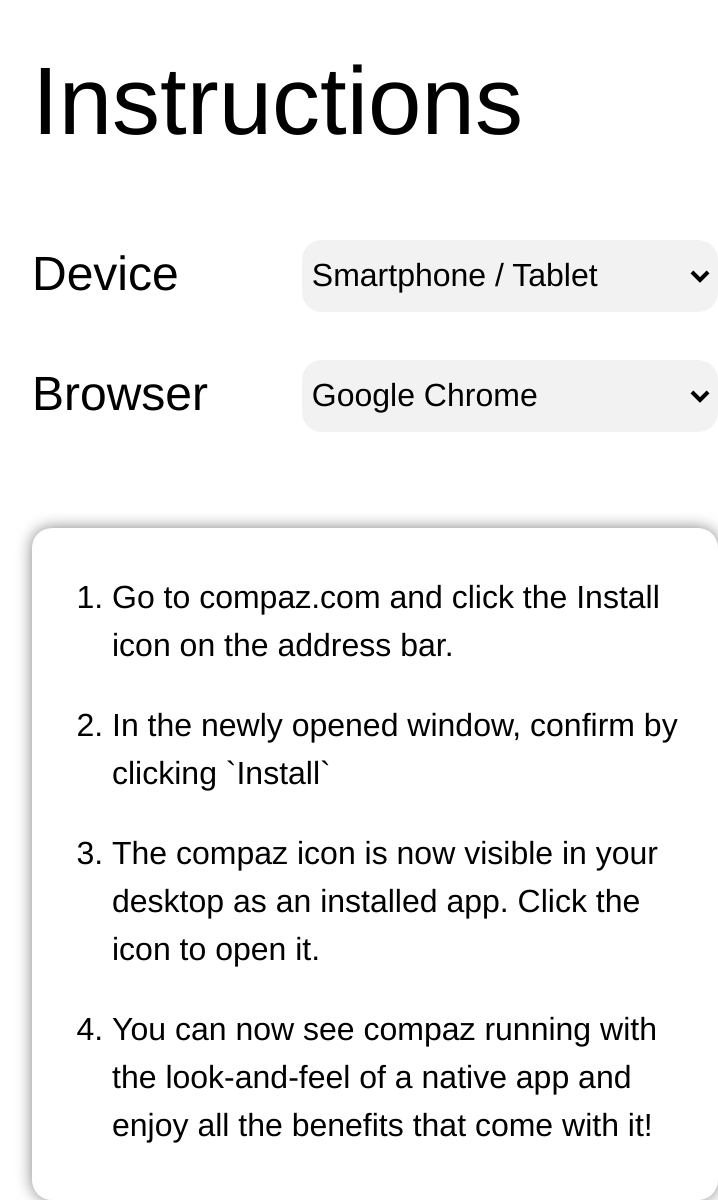 Instructions
Device
Smartphone / Tablet
Browser
Google Chrome
1. Go to compaz.com and click the Install
icon on the address bar.
2. In the newly opened window, confirm by
clicking `Install`
3. The compaz icon is now visible in your
desktop as an installed app. Click the
icon to open it.
4. You can now see compaz running with
the look-and-feel of a native app and
enjoy all the benefits that come with it!